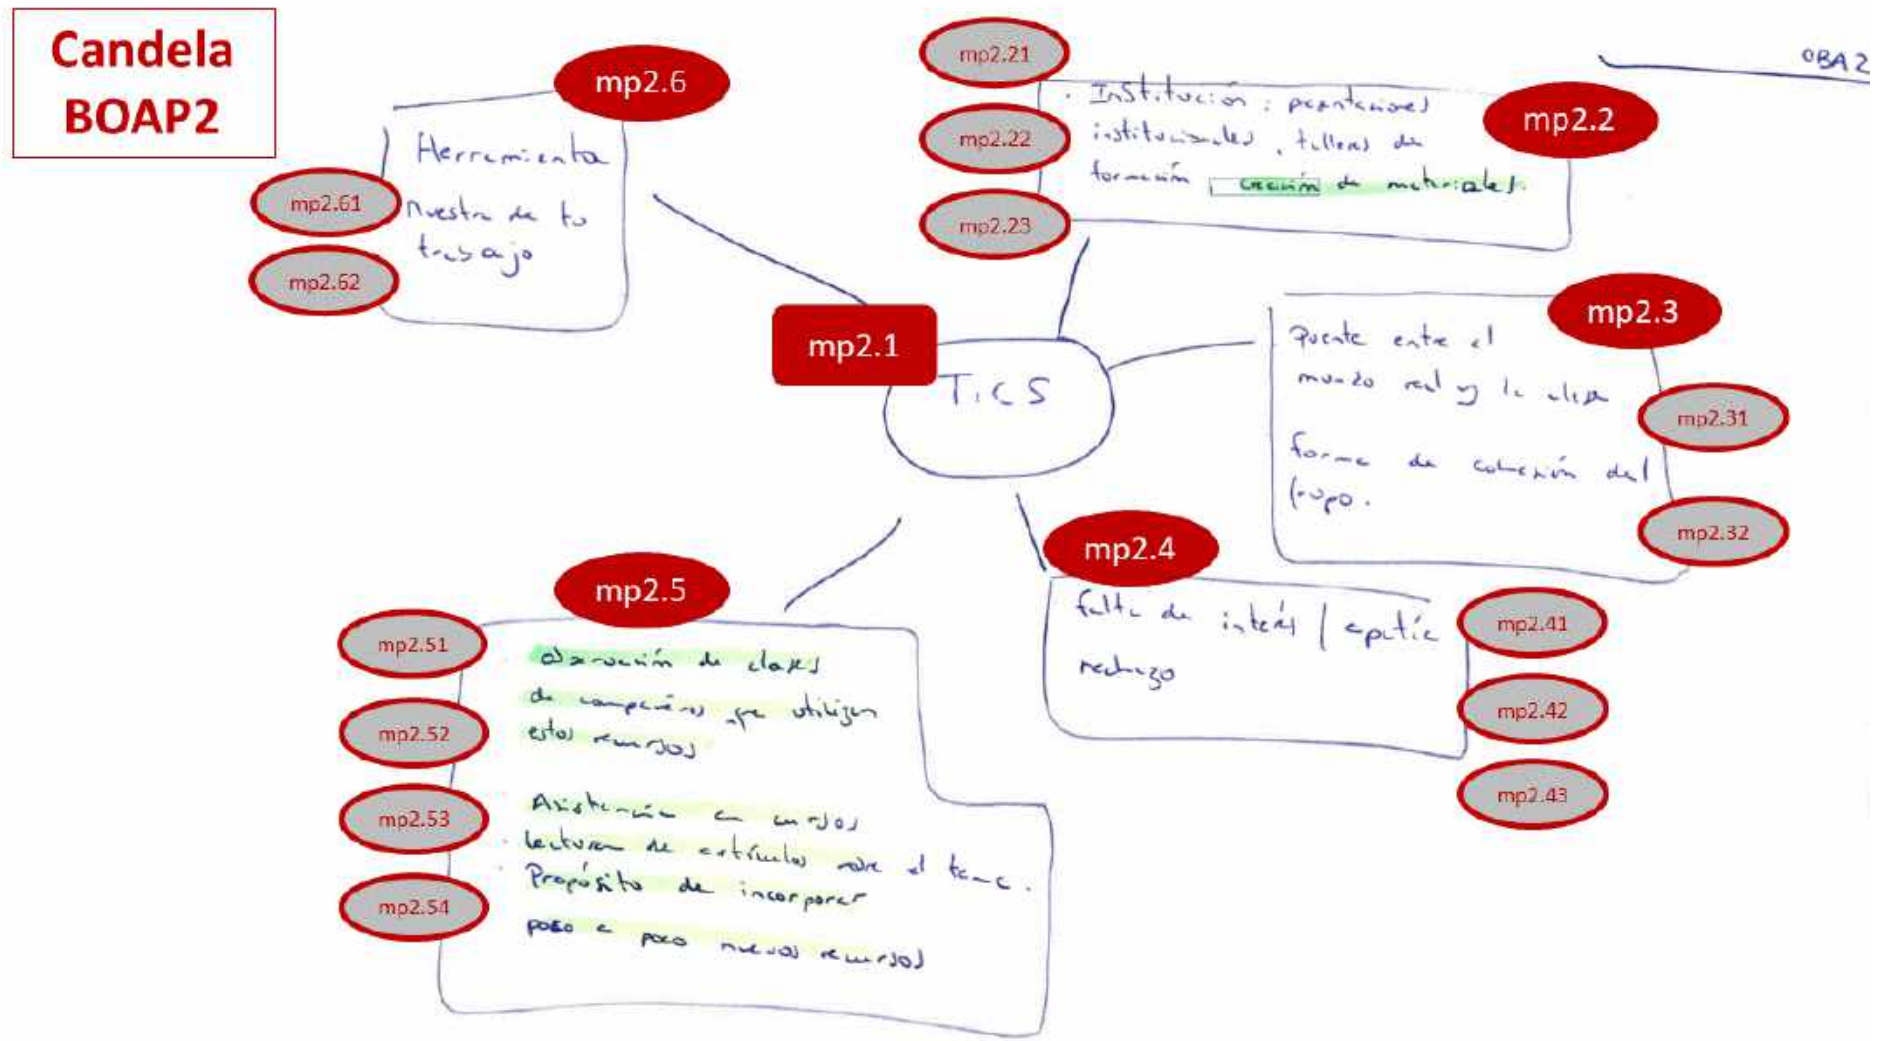 Candela
BOAP2
OBA2
mp2.6
Herramienta
muestra de tu
trabajo
mp2.61
mp2.62
mp2.21
mp2.22
mp2.23
mp2.2
. Institución : presentaciones
institucionales, talleres de
formación creación de materiales.
mp2.1
TICS
mp2.3
Puente entre el
mundo real y la clase
forma de cohesión del
grupo.
mp2.31
mp2.32
mp2.4
falta de interés / apatía
rechazo
mp2.41
mp2.42
mp2.43
mp2.5
mp2.51
mp2.52
mp2.53
mp2.54
observación de clases
de compañeros que utilizan
estos recursos
Asistencia en cursos
. Lectura de artículos sobre el tema.
. Propósito de incorporar
poco a poco nuevos recursos